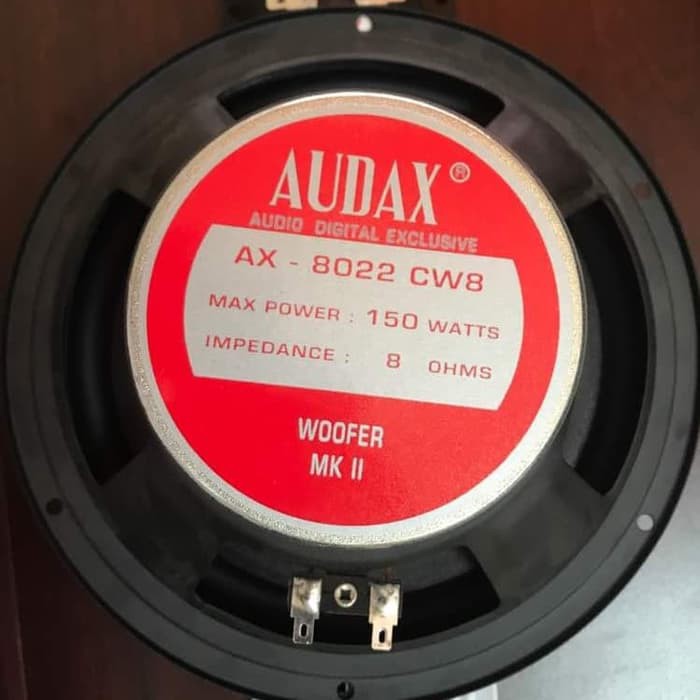 AUDAX®
AUDIO DIGITAL EXCLUSIVE
AX - 8022 CW8
MAX POWER : 150 WATTS
IMPEDANCE : 8 OHMS
WOOFER
MK II